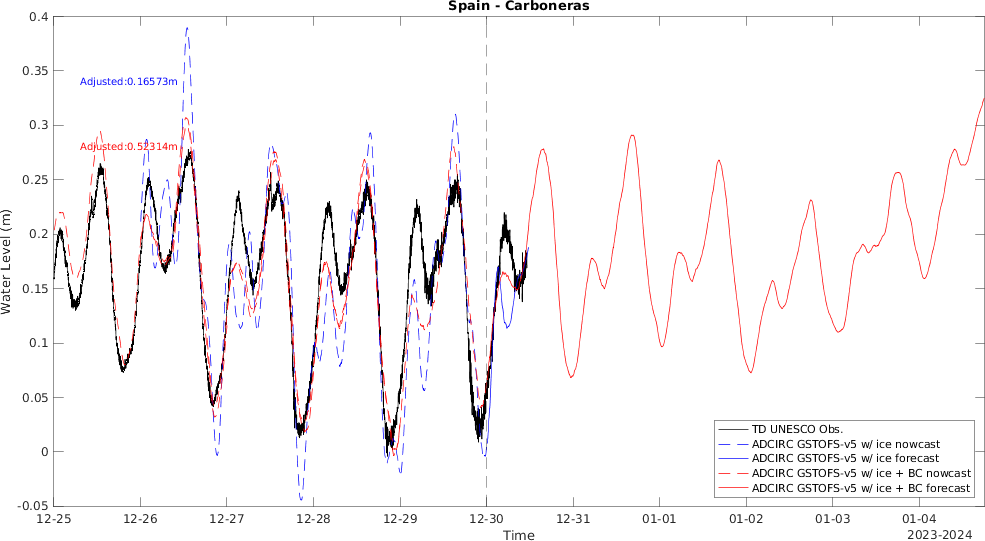 Spain - Carboneras
0.4
0.35
0.3
0.25
0.2
0.15
0.1
0.05
0
-0.05
Water Level (m)
Adjusted:0.16573m
Adjusted:0.52314m
TD UNESCO Obs.
ADCIRC GSTOFS-v5 w/ ice nowcast
ADCIRC GSTOFS-v5 w/ ice forecast
ADCIRC GSTOFS-v5 w/ ice + BC nowcast
ADCIRC GSTOFS-v5 w/ ice + BC forecast
12-25 12-26 12-27 12-28 12-29 12-30 12-31 01-01 01-02 01-03 01-04
Time
2023-2024